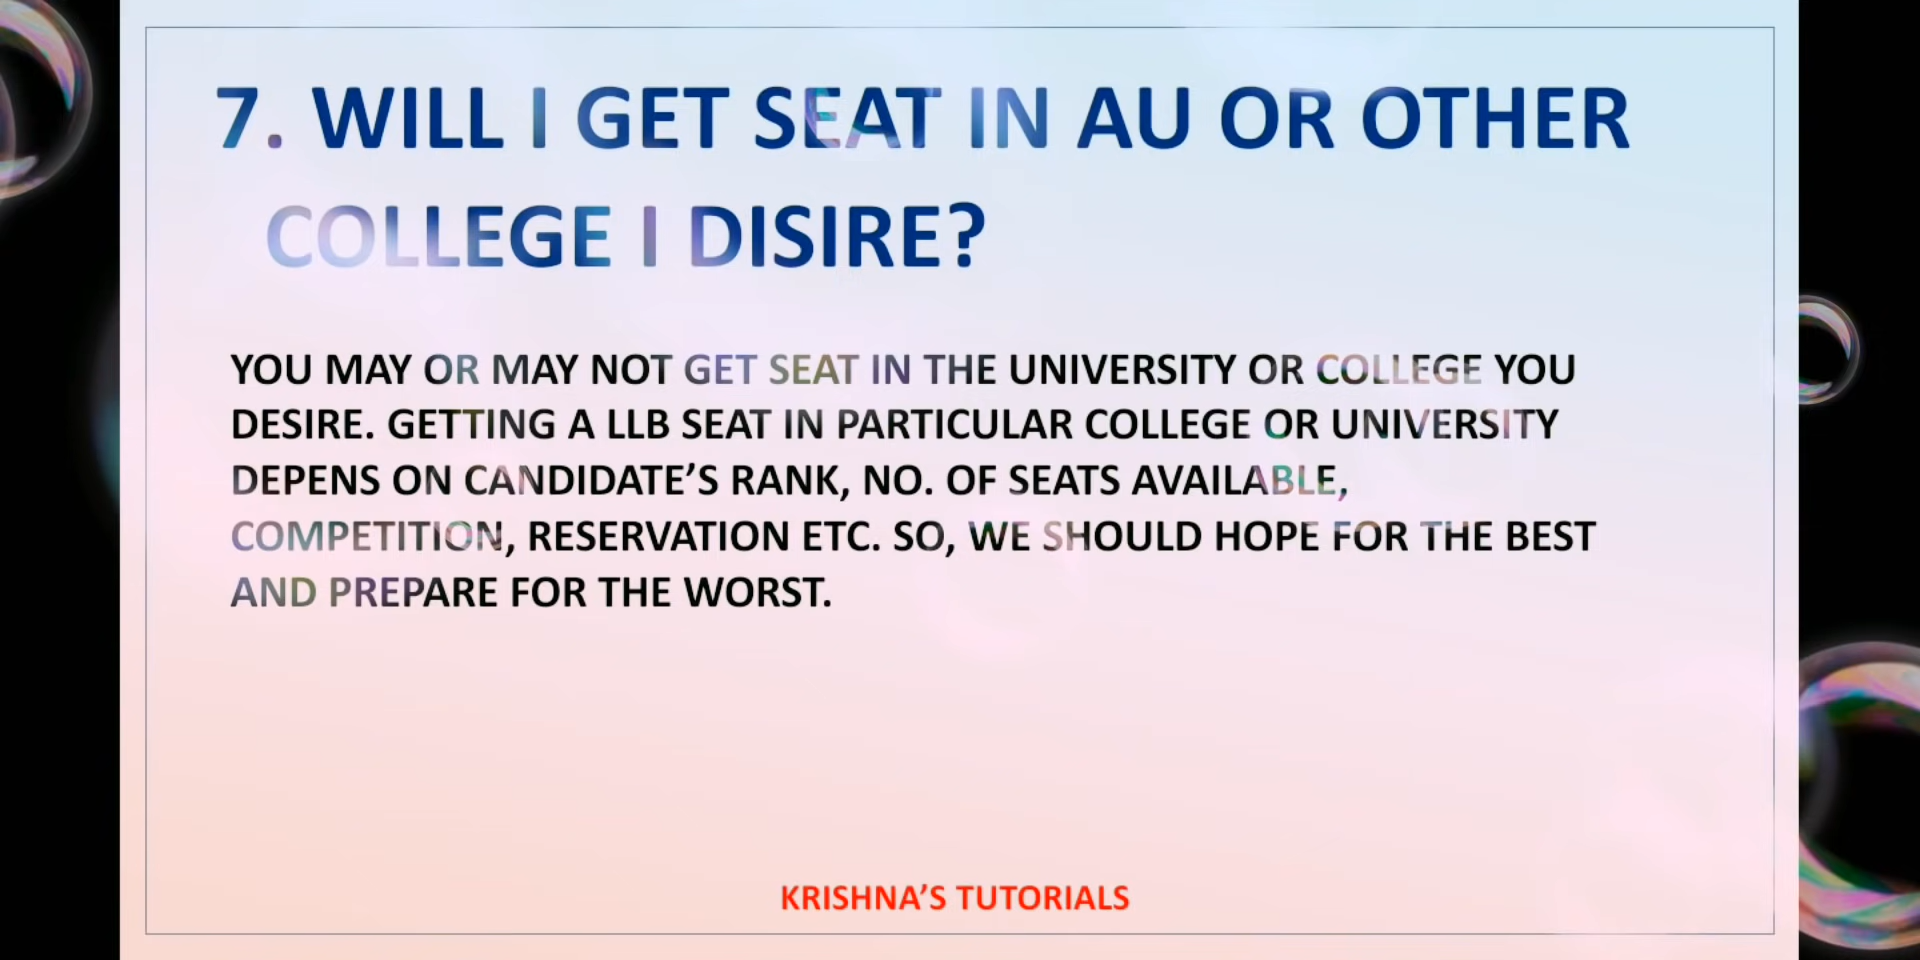 7. WILL I GET SEAT IN AU OR OTHER
COLLEGE I DISIRE?
YOU MAY OR MAY NOT GET SEAT IN THE UNIVERSITY OR COLLEGE YOU
DESIRE. GETTING A LLB SEAT IN PARTICULAR COLLEGE OR UNIVERSITY
DEPENS ON CANDIDATE’S RANK, NO. OF SEATS AVAILABLE,
COMPETITION, RESERVATION ETC. SO, WE SHOULD HOPE FOR THE BEST
AND PREPARE FOR THE WORST.
KRISHNA’S TUTORIALS